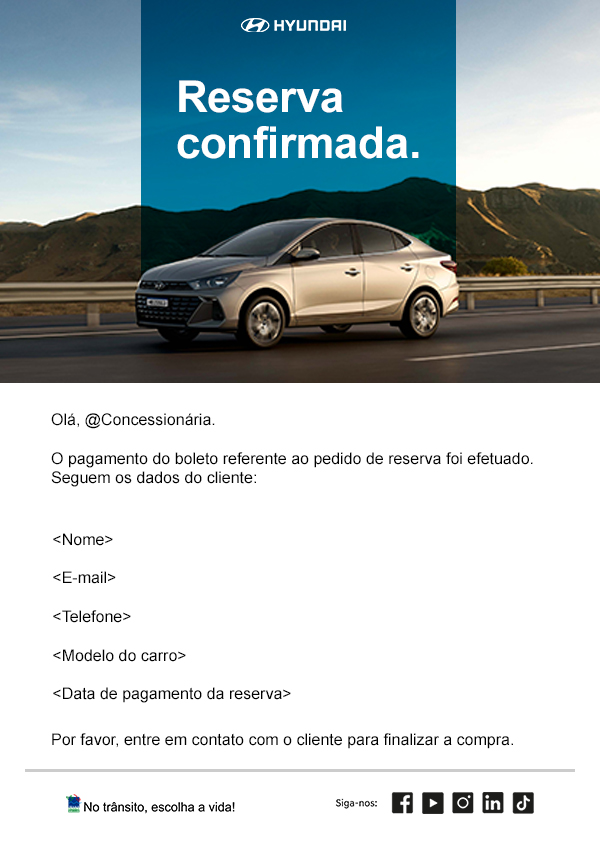 HYUNDAI
Reserva
confirmada.
Olá, @Concessionária.
O pagamento do boleto referente ao pedido de reserva foi efetuado.
Seguem os dados do cliente:
<Nome>
<E-mail>
<Telefone>
<Modelo do carro>
<Data de pagamento da reserva>
Por favor, entre em contato com o cliente para finalizar a compra.
No trânsito, escolha a vida!
Siga-nos: